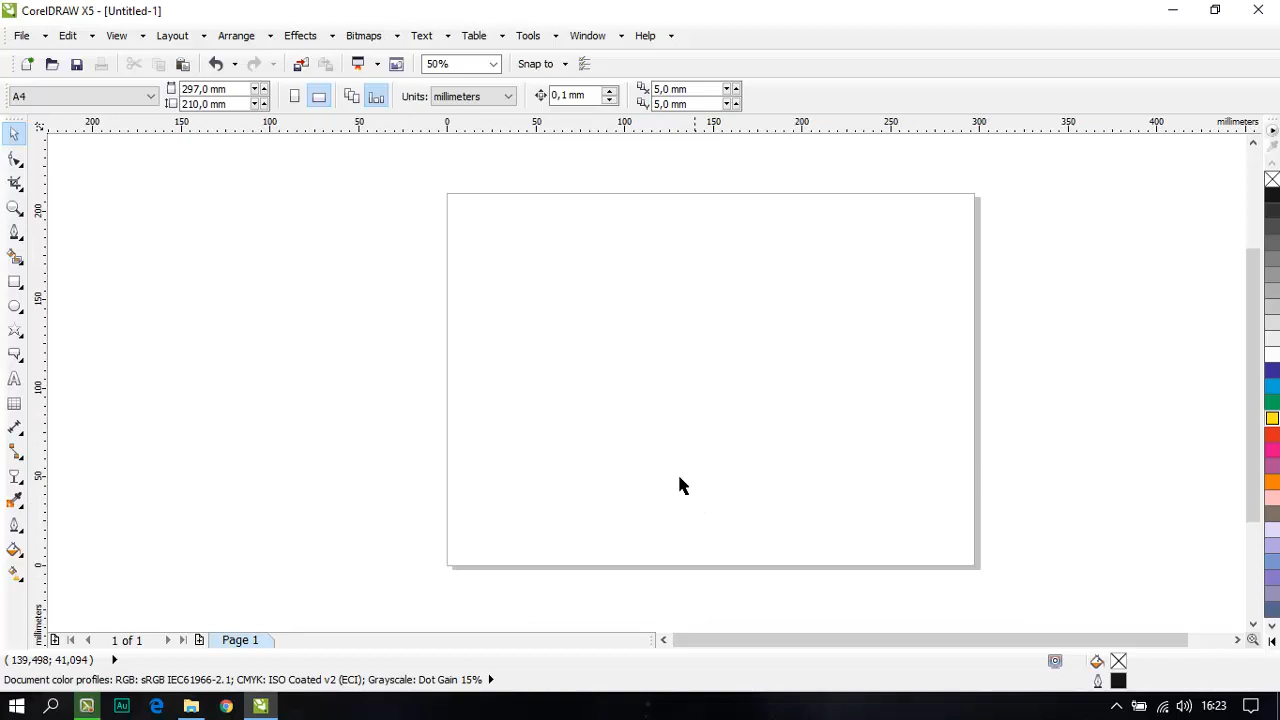 CorelDRAW X5 - [Untitled-1]
File Edit View Layout Arrange Effects Bitmaps Text Table Tools Window Help
50% Snap to
A4 297,0 mm 210,0 mm Units: millimeters 0,1 mm 5,0 mm 5,0 mm
200 150 100 50 0 50 100 150 200 250 300 350 400 millimeters
200
150
100
50
0
millimeters
1 of 1 Page 1
( 139,498; 41,094 )
Document color profiles: RGB: sRGB IEC61966-2.1; CMYK: ISO Coated v2 (ECI); Grayscale: Dot Gain 15%
Au 16:23